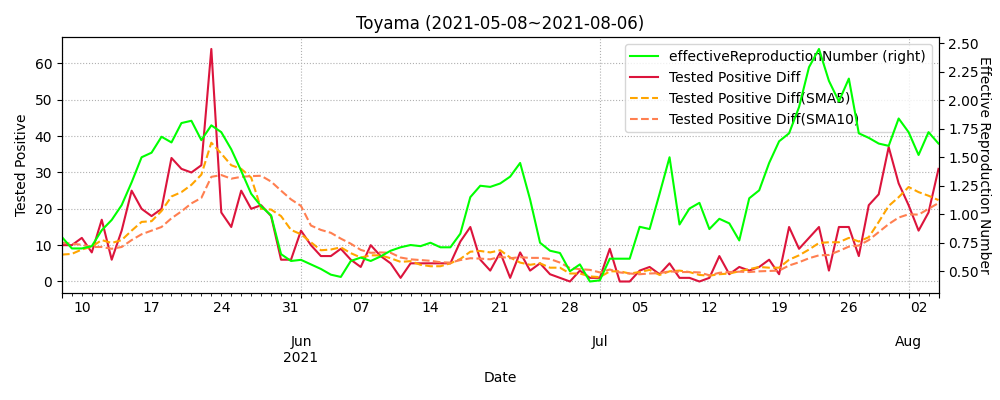 Toyama (2021-05-08~2021-08-06)
effectiveReproductionNumber (right)
Tested Positive Diff
Tested Positive Diff(SMA5)
Tested Positive Diff(SMA10)
Tested Positive
60
50
40
30
20
10
0
2.50
2.25
2.00
1.75
1.50
1.25
1.00
0.75
0.50
Effective Reproduction Number
10 17 24 31 07 14 21 28 05 12 19 26 02
Jun Jul Aug
2021
Date